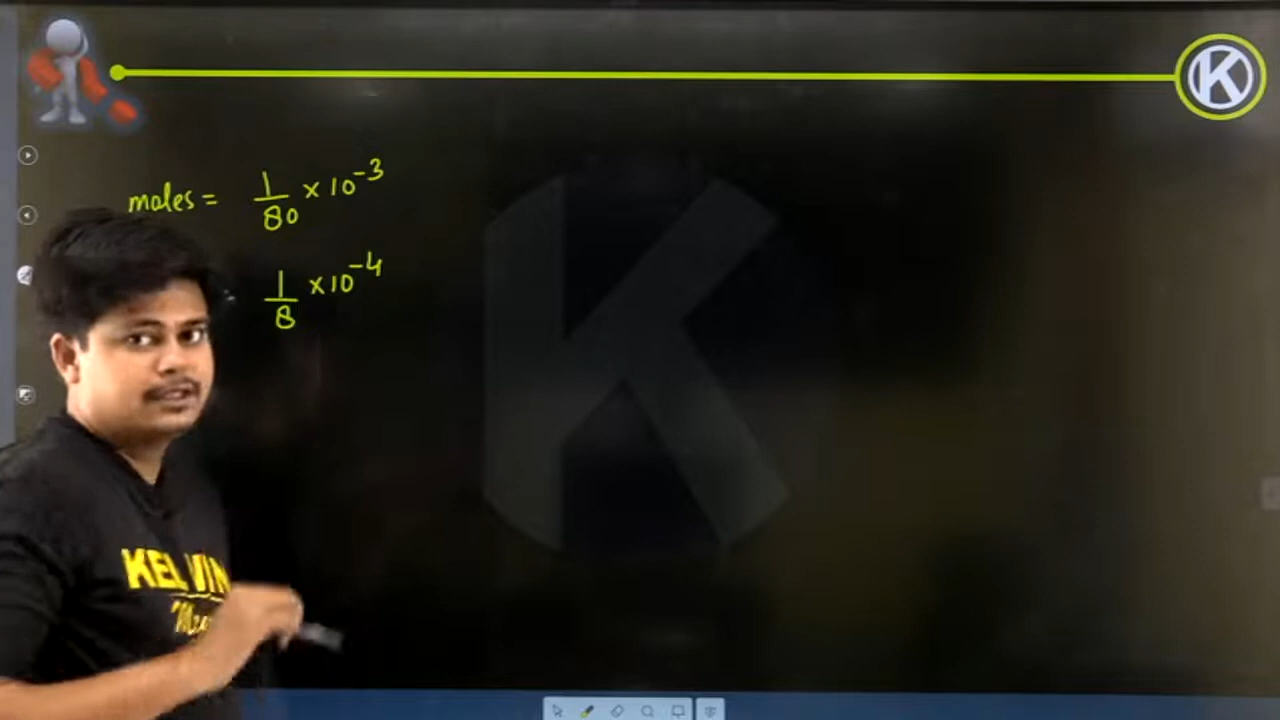 K
moles = 1/80 × 10⁻³
1/8 × 10⁻⁴
KELVIN